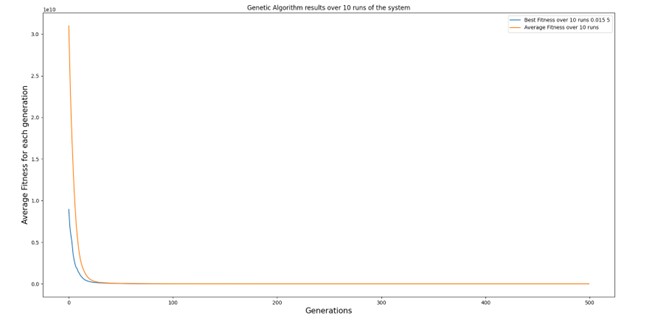 Genetic Algorithm results over 10 runs of the system
1e10
Best Fitness over 10 runs 0.015 5
Average Fitness over 10 runs
Average Fitness for each generation
3.0
2.5
2.0
1.5
1.0
0.5
0.0
0 100 200 300 400 500
Generations